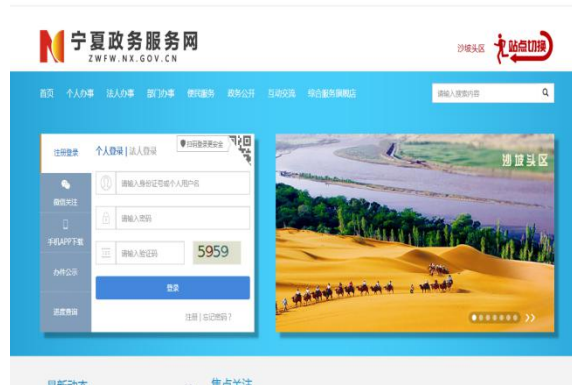 宁夏政务服务网
ZWFW.NX.GOV.CN
沙坡头区
站点切换
首页 个人办事 法人办事 部门办事 便民服务 政务公开 互动交流 综合服务旗舰店
请输入搜索内容
注册登录
个人登录 | 法人登录
扫码登录更安全
微信关注
手机APP下载
办件公示
进度查询
请输入身份证号或个人用户名
请输入密码
请输入验证码
5959
登录
注册 | 忘记密码?
沙坡头区
最新动态
焦点关注